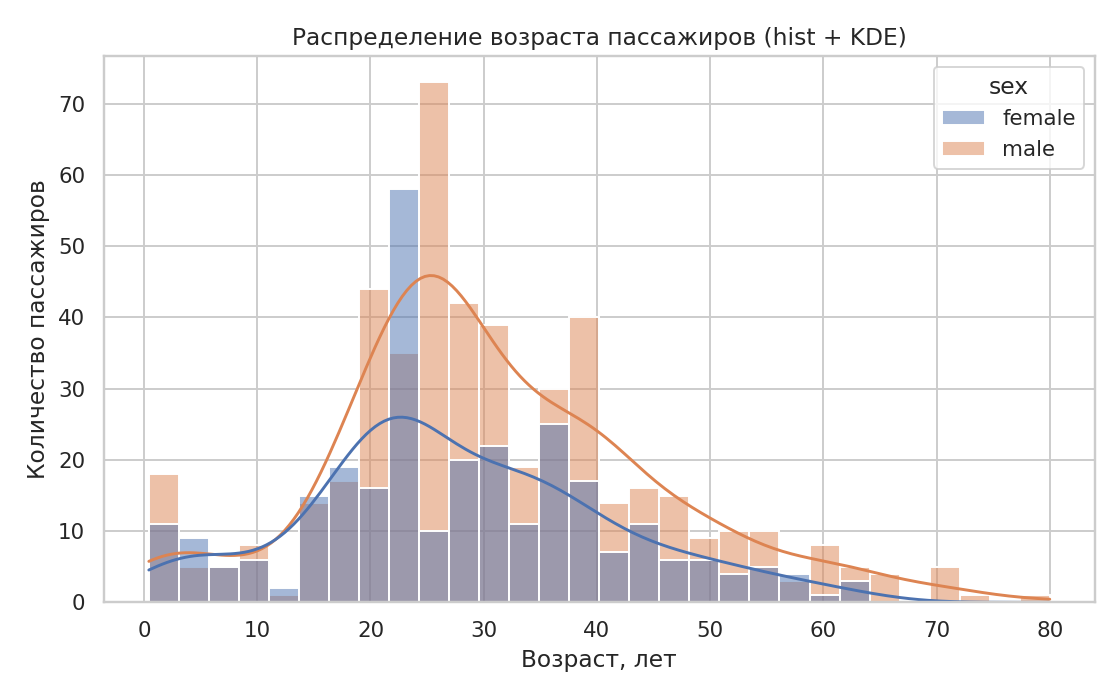 Распределение возраста пассажиров (hist + KDE)
sex
female
male
Количество пассажиров
70
60
50
40
30
20
10
0
0 10 20 30 40 50 60 70 80
Возраст, лет